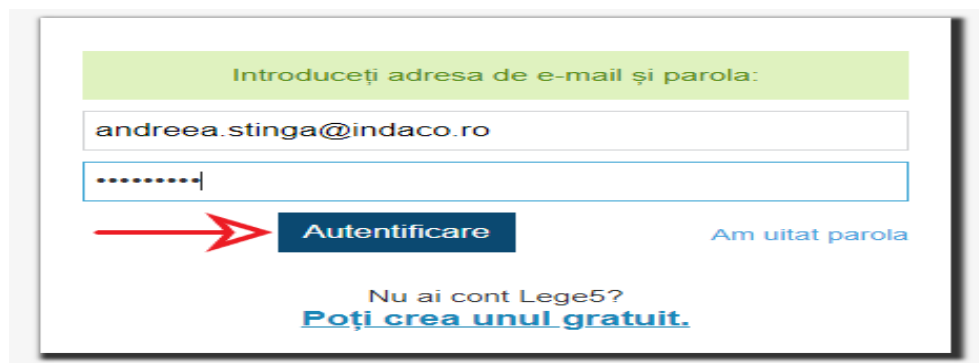 Introduceți adresa de e-mail și parola:
andreea.stinga@indaco.ro
•••••••••
Autentificare
Am uitat parola
Nu ai cont Lege5?
Poți crea unul gratuit.